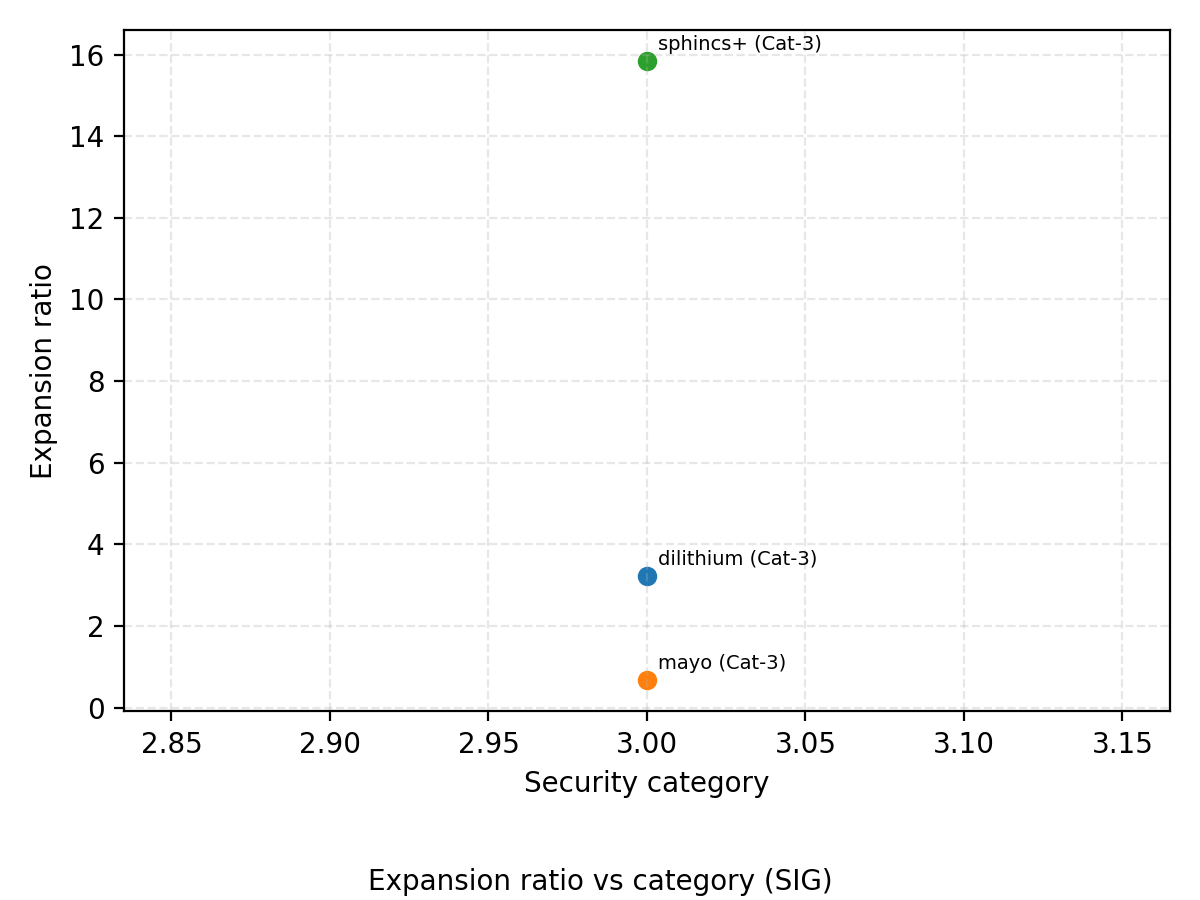 16
14
12
10
8
6
4
2
0
Expansion ratio
sphincs+ (Cat-3)
dilithium (Cat-3)
mayo (Cat-3)
2.85 2.90 2.95 3.00 3.05 3.10 3.15
Security category
Expansion ratio vs category (SIG)